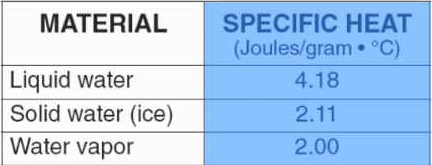 MATERIAL SPECIFIC HEAT
(Joules/gram • °C)
Liquid water 4.18
Solid water (ice) 2.11
Water vapor 2.00